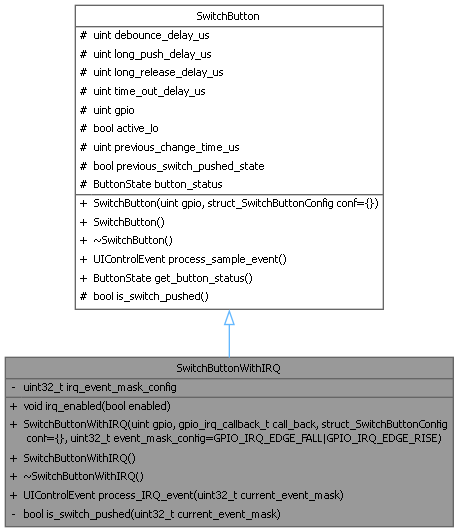 SwitchButton
# uint debounce_delay_us
# uint long_push_delay_us
# uint long_release_delay_us
# uint time_out_delay_us
# uint gpio
# bool active_lo
# uint previous_change_time_us
# bool previous_switch_pushed_state
# ButtonState button_status
+ SwitchButton(uint gpio, struct_SwitchButtonConfig conf={})
+ SwitchButton()
+ ~SwitchButton()
+ UIControlEvent process_sample_event()
+ ButtonState get_button_status()
# bool is_switch_pushed()
SwitchButtonWithIRQ
- uint32_t irq_event_mask_config
+ void irq_enabled(bool enabled)
+ SwitchButtonWithIRQ(uint gpio, gpio_irq_callback_t call_back, struct_SwitchButtonConfig
conf={}, uint32_t event_mask_config=GPIO_IRQ_EDGE_FALL|GPIO_IRQ_EDGE_RISE)
+ SwitchButtonWithIRQ()
+ ~SwitchButtonWithIRQ()
+ UIControlEvent process_IRQ_event(uint32_t current_event_mask)
- bool is_switch_pushed(uint32_t current_event_mask)